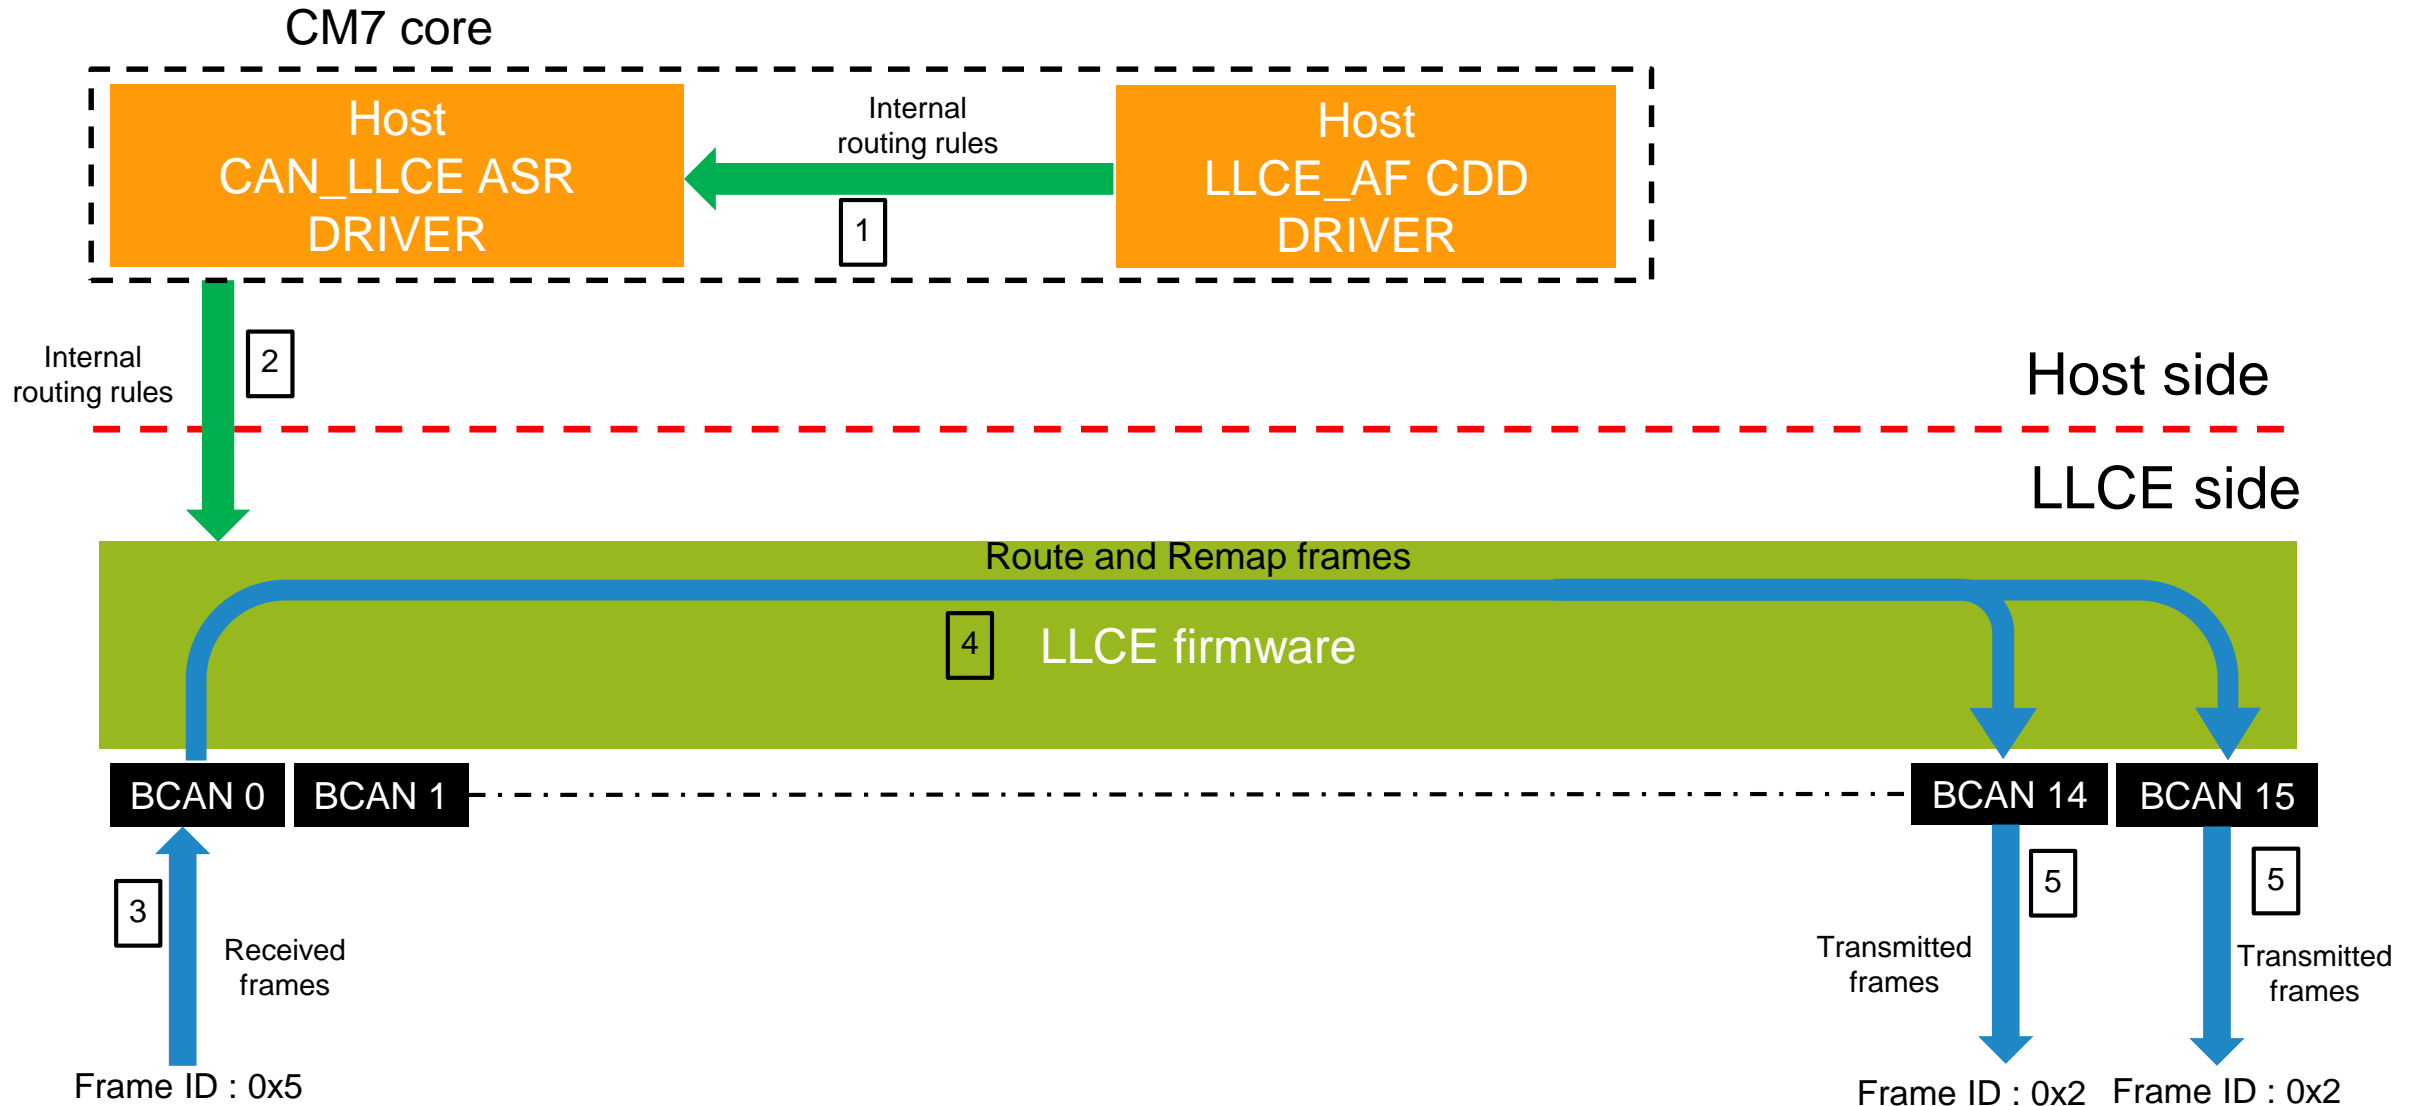 CM7 core
Host
CAN_LLCE ASR
DRIVER
Internal
routing rules
1
Host
LLCE_AF CDD
DRIVER
Internal
routing rules
2
Host side
LLCE side
Route and Remap frames
4
LLCE firmware
BCAN 0
BCAN 1
BCAN 14
BCAN 15
3
Received
frames
Transmitted
frames
5
Transmitted
frames
5
Frame ID : 0x5
Frame ID : 0x2
Frame ID : 0x2